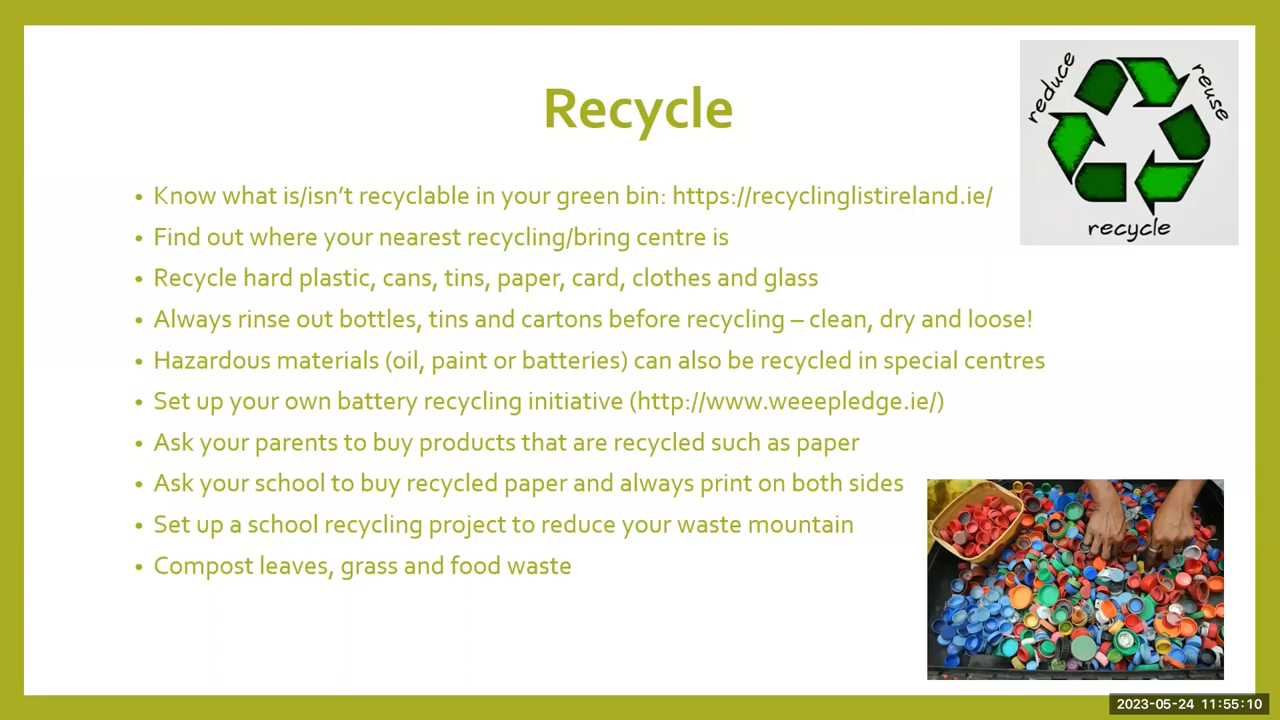 Recycle
reduce
reuse
recycle
• Know what is/isn’t recyclable in your green bin: https://recyclinglistireland.ie/
• Find out where your nearest recycling/bring centre is
• Recycle hard plastic, cans, tins, paper, card, clothes and glass
• Always rinse out bottles, tins and cartons before recycling – clean, dry and loose!
• Hazardous materials (oil, paint or batteries) can also be recycled in special centres
• Set up your own battery recycling initiative (http://www.weeepledge.ie/)
• Ask your parents to buy products that are recycled such as paper
• Ask your school to buy recycled paper and always print on both sides
• Set up a school recycling project to reduce your waste mountain
• Compost leaves, grass and food waste
2023-05-24 11:55:10